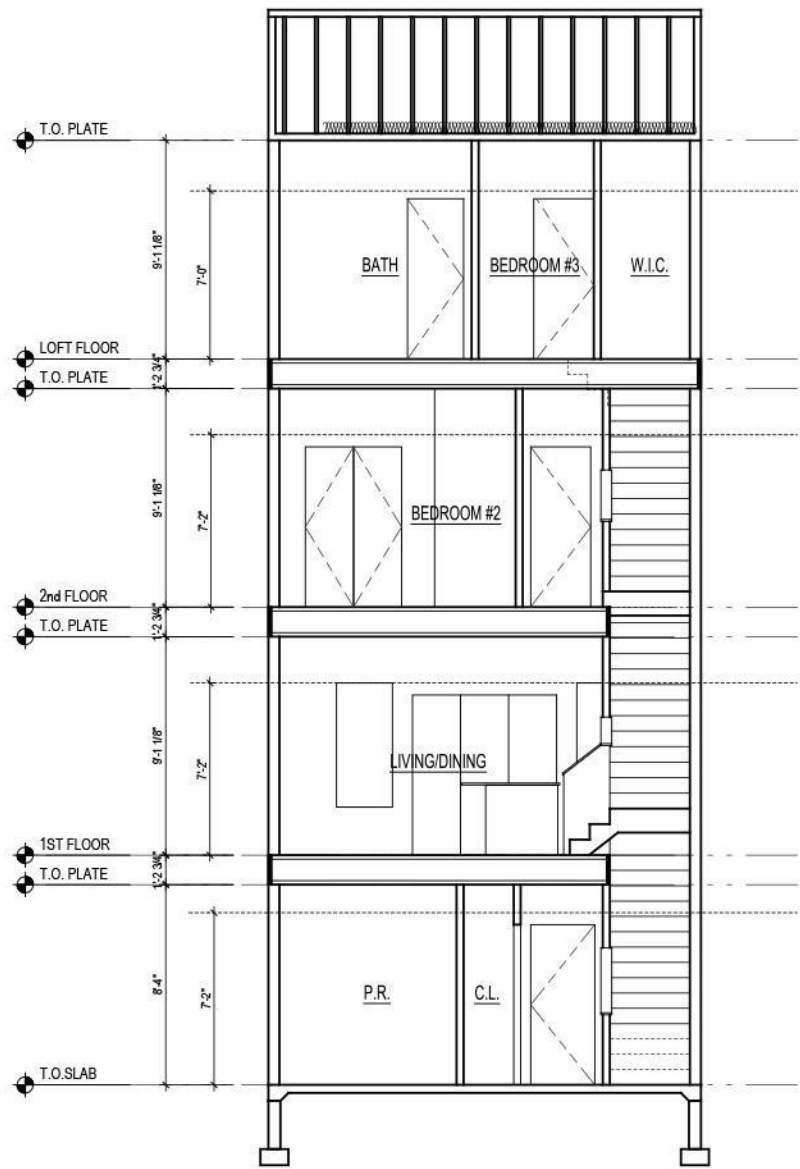 T.O. PLATE
9'-1 1/8"
7'-0"
BATH
BEDROOM #3
W.I.C.
LOFT FLOOR
1'-2 3/4"
T.O. PLATE
9'-1 1/8"
7'-2"
BEDROOM #2
2nd FLOOR
1'-2 3/4"
T.O. PLATE
9'-1 1/8"
7'-2"
LIVING/DINING
1ST FLOOR
1'-2 3/4"
T.O. PLATE
8'-4"
7'-2"
P.R.
C.L.
T.O.SLAB